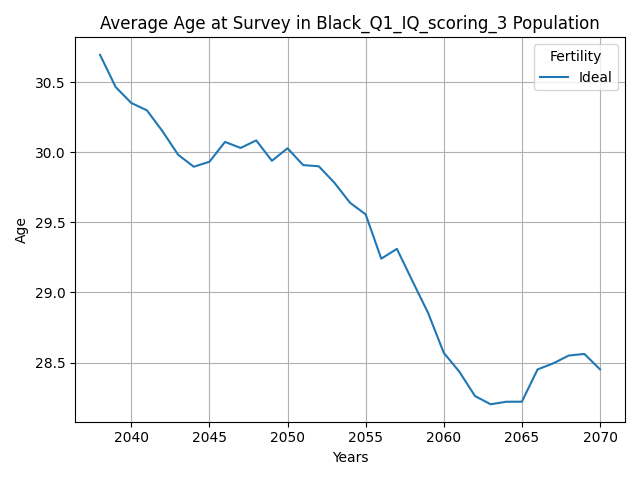 Average Age at Survey in Black_Q1_IQ_scoring_3 Population
Fertility
Ideal
30.5
30.0
29.5
29.0
28.5
Age
2040 2045 2050 2055 2060 2065 2070
Years